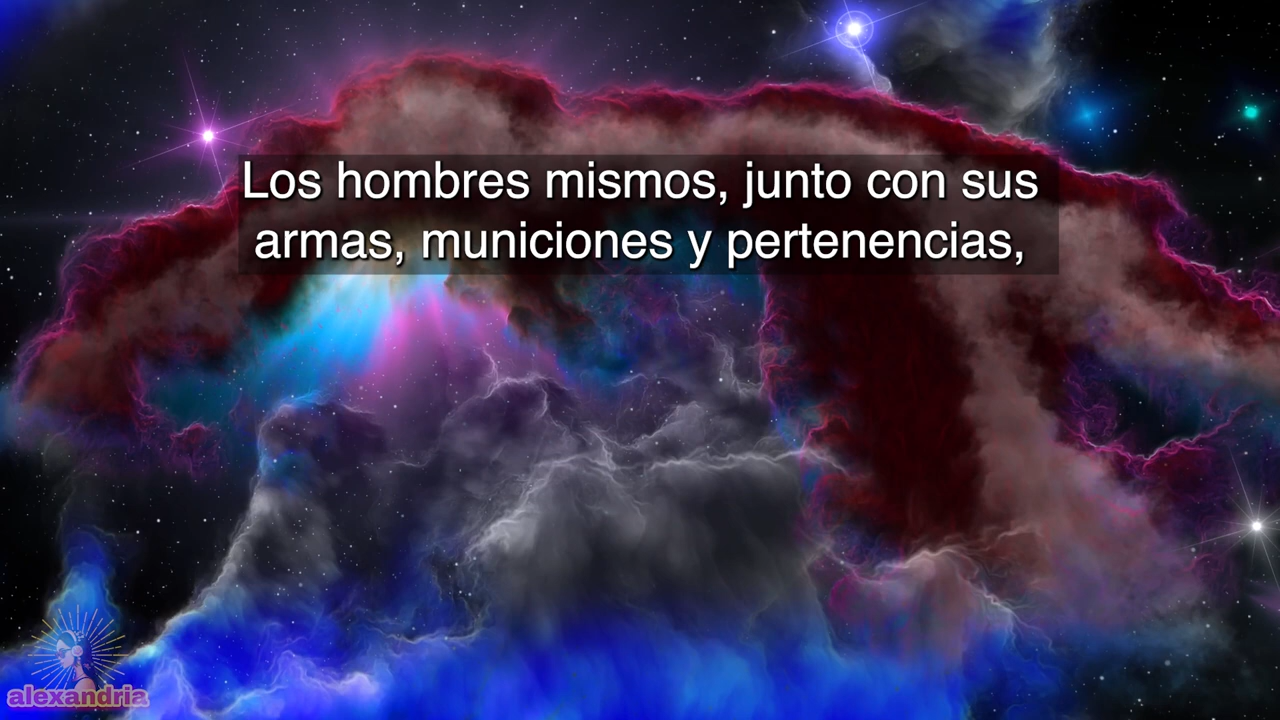 Los hombres mismos, junto con sus
armas, municiones y pertenencias,
alexandria